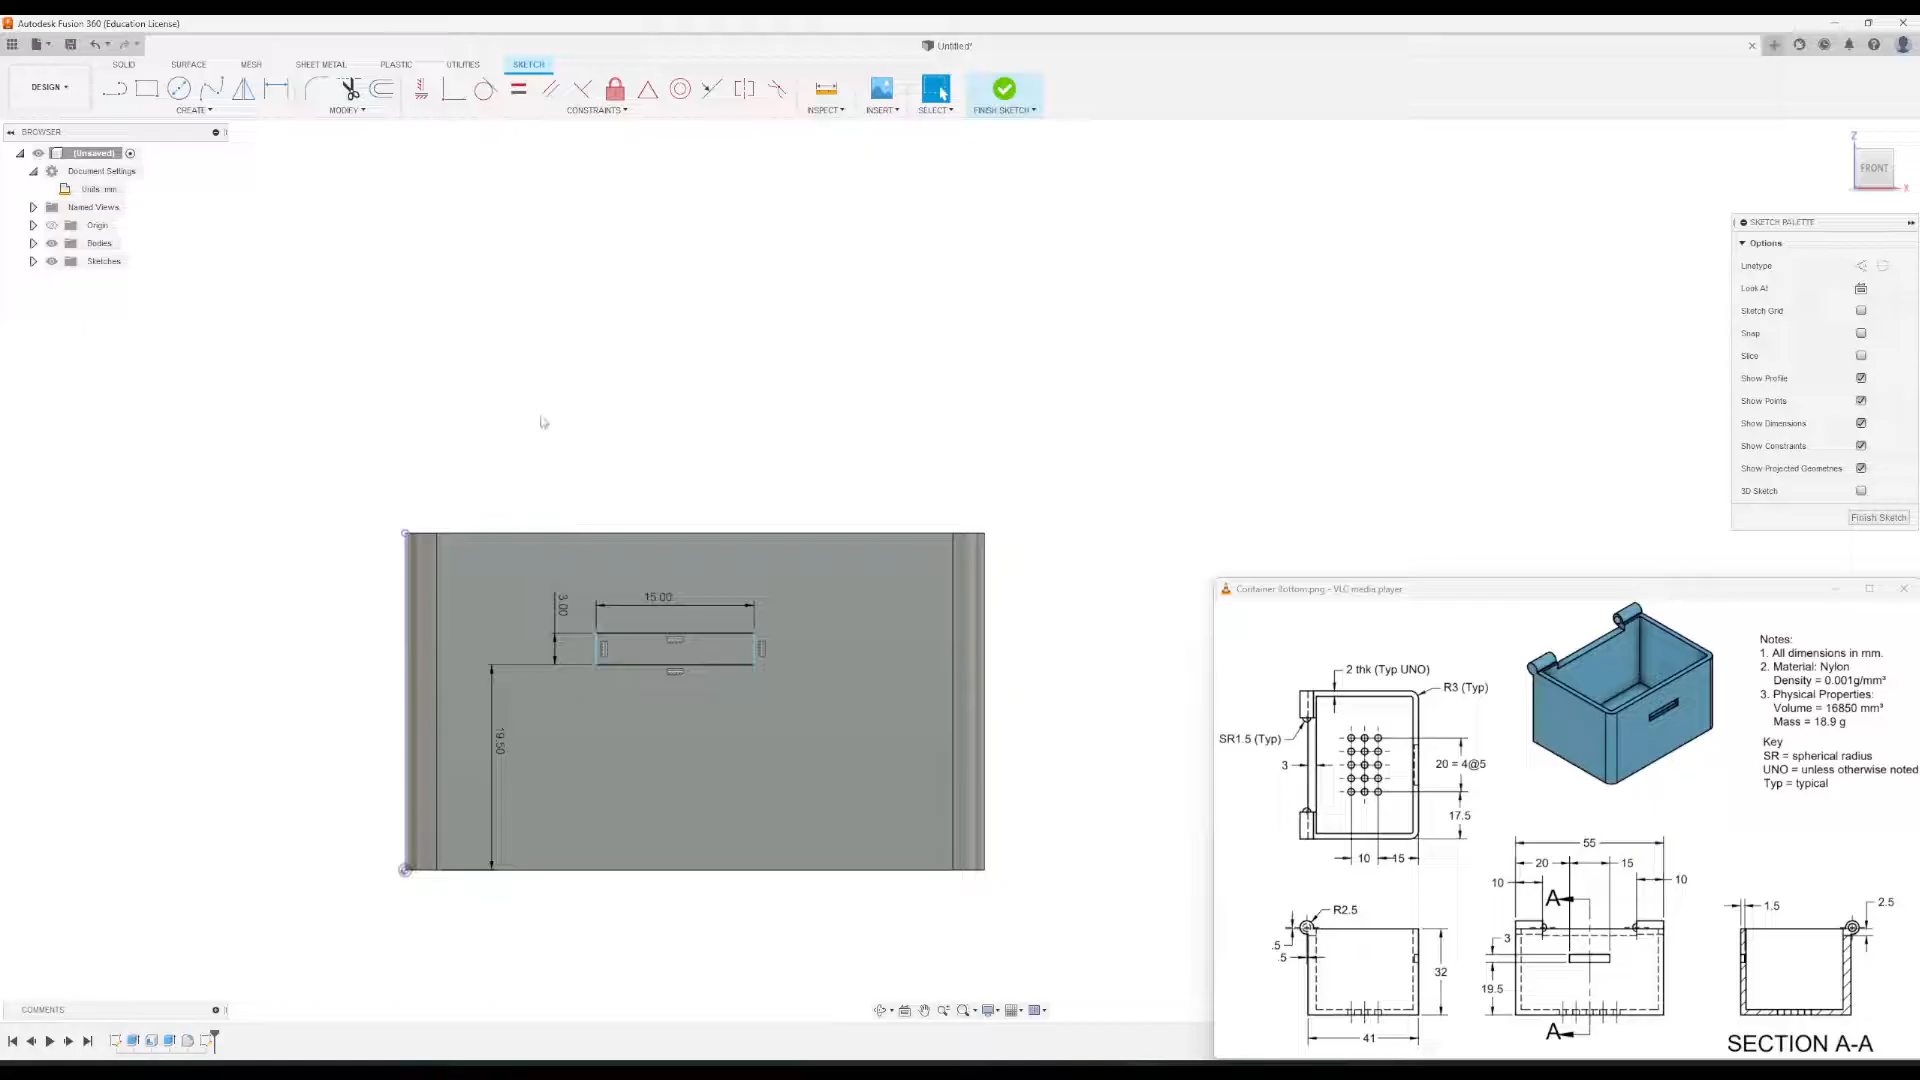 Autodesk Fusion 360 (Education License)
Untitled*
SOLID
SURFACE
MESH
SHEET METAL
PLASTIC
UTILITIES
SKETCH
DESIGN
CREATE
MODIFY
CONSTRAINTS
INSPECT
INSERT
SELECT
FINISH SKETCH
BROWSER
(Unsaved)
Document Settings
Units: mm
Named Views
Origin
Bodies
Sketches
Z
FRONT
X
SKETCH PALETTE
Options
Linetype
Look At
Sketch Grid
Snap
Slice
Show Profile
Show Points
Show Dimensions
Show Constraints
Show Projected Geometries
3D Sketch
Finish Sketch
3.00
15.00
19.50
Container Bottom.png - VLC media player
Notes:
1. All dimensions in mm.
2. Material: Nylon
Density = 0.001g/mm³
3. Physical Properties:
Volume = 16850 mm³
Mass = 18.9 g
Key
SR = spherical radius
UNO = unless otherwise noted
Typ = typical
2 thk (Typ UNO)
R3 (Typ)
SR1.5 (Typ)
3
20 = 4@5
17.5
10
15
55
20
15
10
10
A
3
19.5
A
R2.5
.5
.5
32
41
1.5
2.5
SECTION A-A
COMMENTS